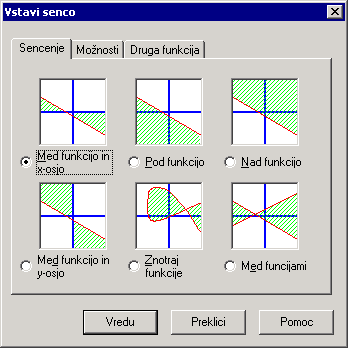 Vstavi senco
Sencenje
Možnosti
Druga funkcija
Med funkcijo in
x-osjo
Pod funkcijo
Nad funkcijo
Med funkcijo in
y-osjo
Znotraj
funkcije
Med funcijami
Vredu
Preklici
Pomoc